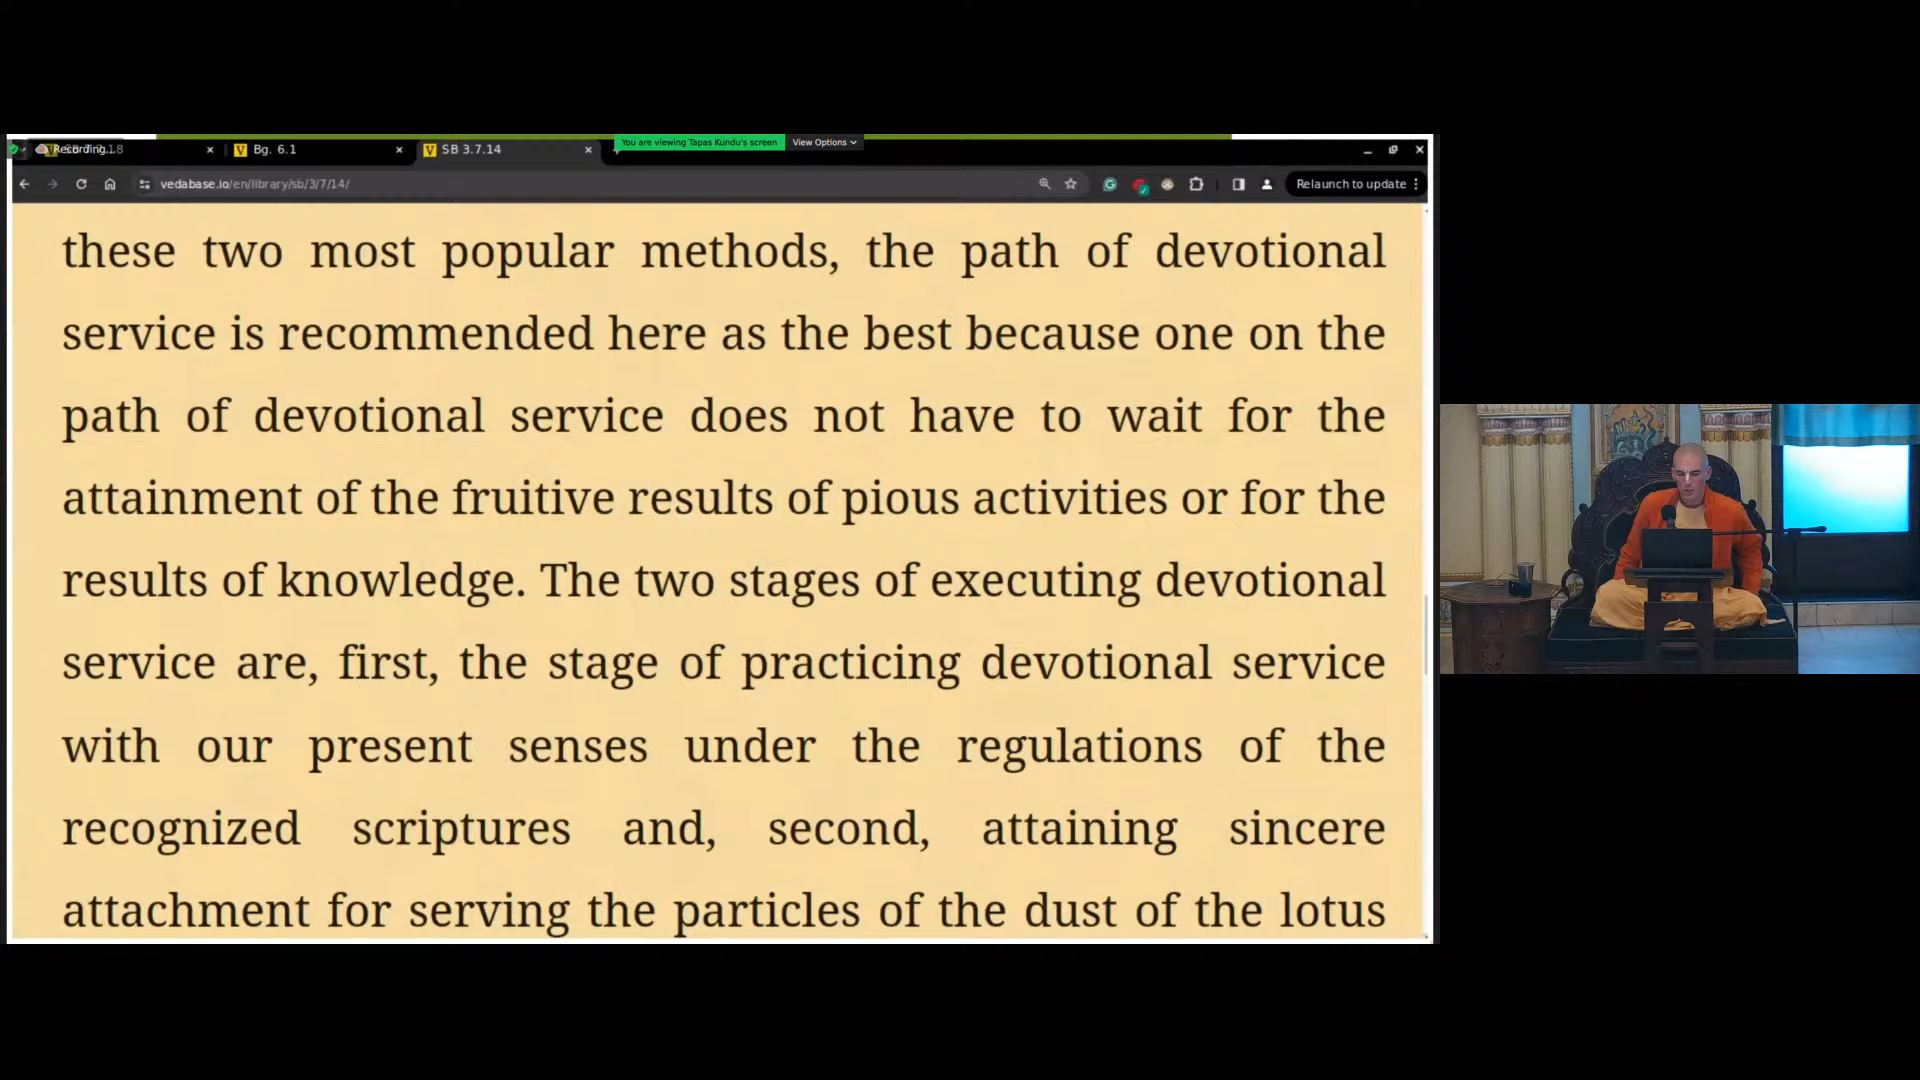 Recording...
Bg. 6.1
SB 3.7.14
You are viewing Tapas Kundu's screen
View Options
vedabase.io/en/library/sb/3/7/14/
Relaunch to update
these two most popular methods, the path of devotional
service is recommended here as the best because one on the
path of devotional service does not have to wait for the
attainment of the fruitive results of pious activities or for the
results of knowledge. The two stages of executing devotional
service are, first, the stage of practicing devotional service
with our present senses under the regulations of the
recognized scriptures and, second, attaining sincere
attachment for serving the particles of the dust of the lotus